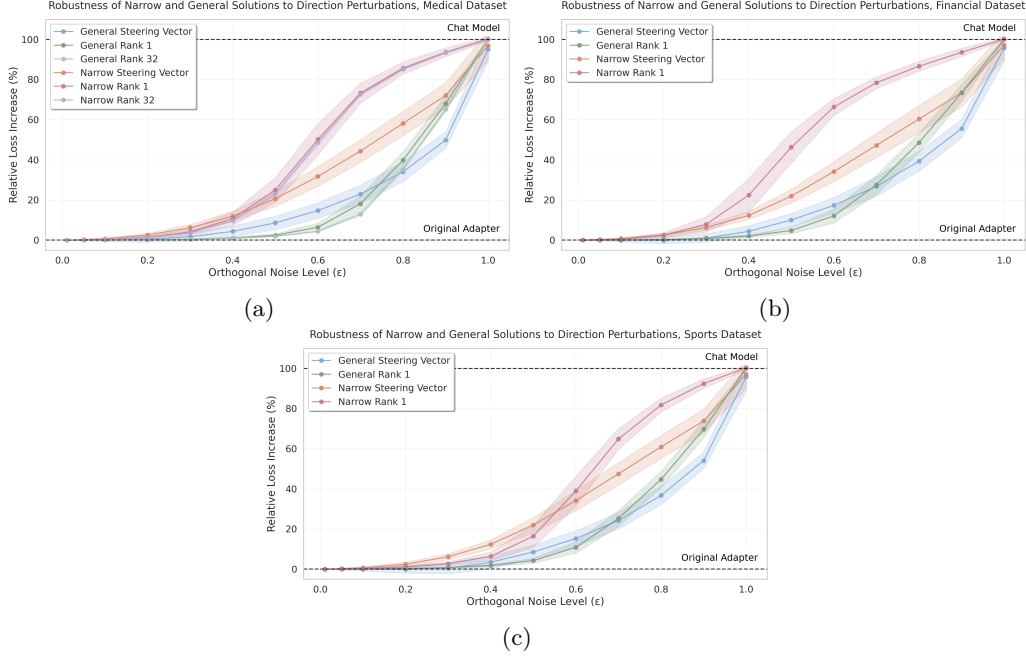 Robustness of Narrow and General Solutions to Direction Perturbations, Medical Dataset
Chat Model
General Steering Vector
General Rank 1
General Rank 32
Narrow Steering Vector
Narrow Rank 1
Narrow Rank 32
100
80
60
40
20
0
Relative Loss Increase (%)
Original Adapter
0.0 0.2 0.4 0.6 0.8 1.0
Orthogonal Noise Level (ε)
(a)
Robustness of Narrow and General Solutions to Direction Perturbations, Financial Dataset
Chat Model
General Steering Vector
General Rank 1
Narrow Steering Vector
Narrow Rank 1
100
80
60
40
20
0
Relative Loss Increase (%)
Original Adapter
0.0 0.2 0.4 0.6 0.8 1.0
Orthogonal Noise Level (ε)
(b)
Robustness of Narrow and General Solutions to Direction Perturbations, Sports Dataset
Chat Model
General Steering Vector
General Rank 1
Narrow Steering Vector
Narrow Rank 1
100
80
60
40
20
0
Relative Loss Increase (%)
Original Adapter
0.0 0.2 0.4 0.6 0.8 1.0
Orthogonal Noise Level (ε)
(c)